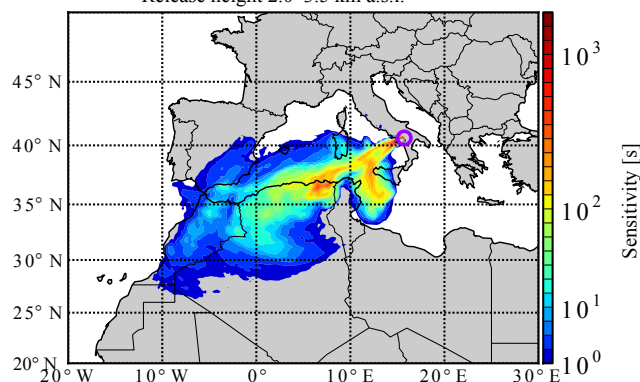 Release height 2.0–3.5 km a.s.l.
45° N
40° N
35° N
30° N
25° N
20° N
20° W
10° W
0°
10° E
20° E
30 E
10³
10²
10¹
10⁰
Sensitivity [s]